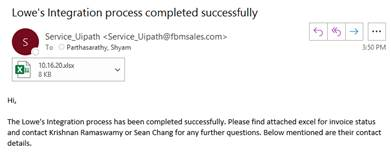 Lowe's Integration process completed successfully
S
Service_Uipath <Service_Uipath@fbmsales.com>
To Parthasarathy, Shyam
3:50 PM
10.16.20.xlsx
8 KB
Hi,
The Lowe's Integration process has been completed successfully. Please find attached excel for invoice status
and contact Krishnan Ramaswamy or Sean Chang for any further questions. Below mentioned are their contact
details.